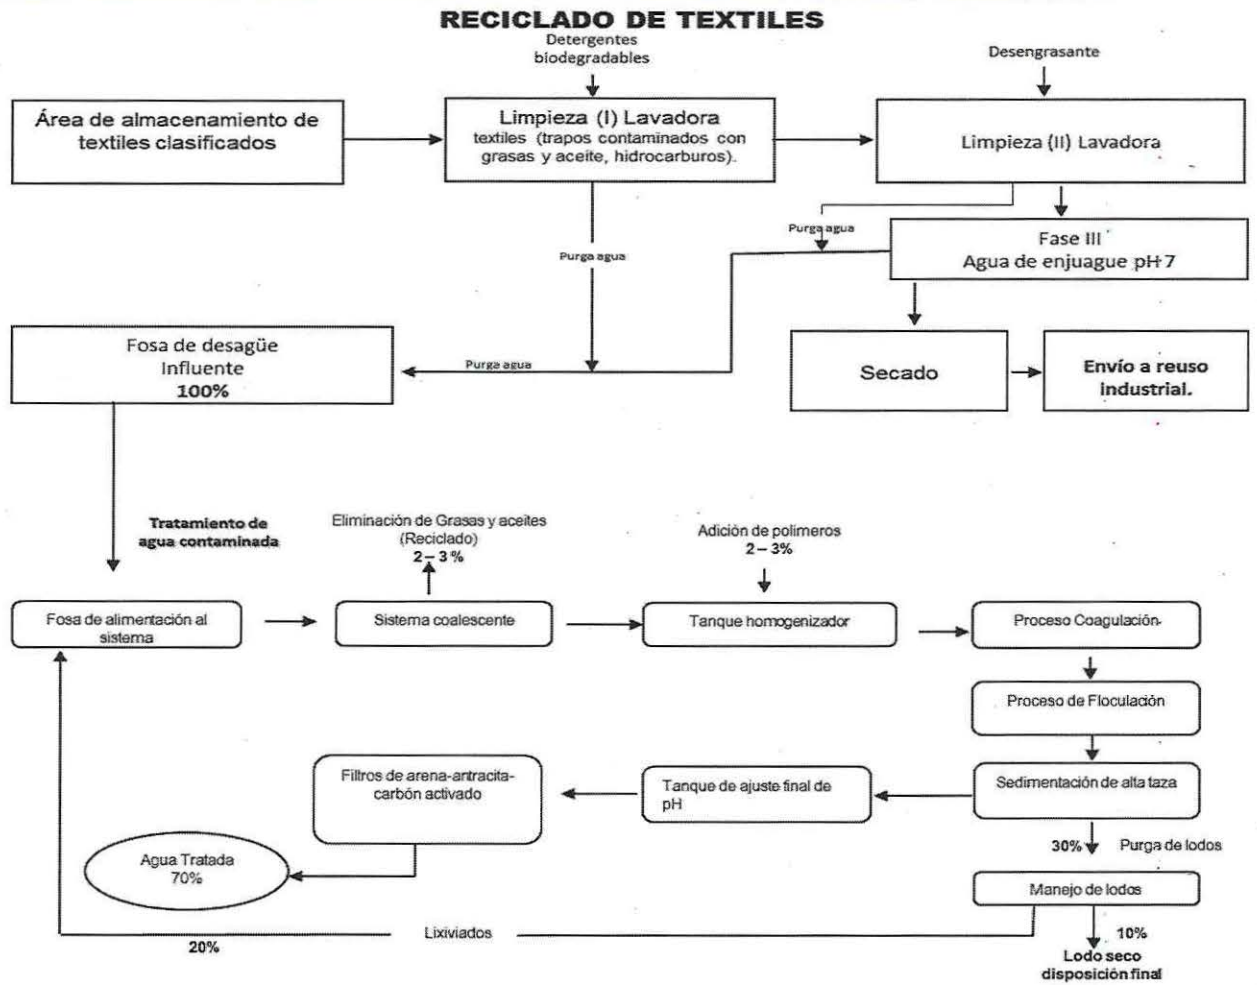 RECICLADO DE TEXTILES
Detergentes
biodegradables
Desengrasante
Área de almacenamiento de
textiles clasificados
Limpieza (I) Lavadora
textiles (trapos contaminados con
grasas y aceite, hidrocarburos).
Limpieza (II) Lavadora
Purga agua
Fase III
Agua de enjuague pH 7
Purga agua
Fosa de desagüe
Influente
100%
Purga agua
Secado
Envío a reuso
industrial.
Tratamiento de
agua contaminada
Eliminación de Grasas y aceites
(Reciclado)
2 – 3 %
Adición de polimeros
2 – 3%
Fosa de alimentación al
sistema
Sistema coalescente
Tanque homogenizador
Proceso Coagulación
Proceso de Floculación
Filtros de arena-antracita-
carbón activado
Tanque de ajuste final de
pH
Sedimentación de alta taza
30%
Purga de lodos
Agua Tratada
70%
Manejo de lodos
Lixiviados
20%
10%
Lodo seco
disposición final